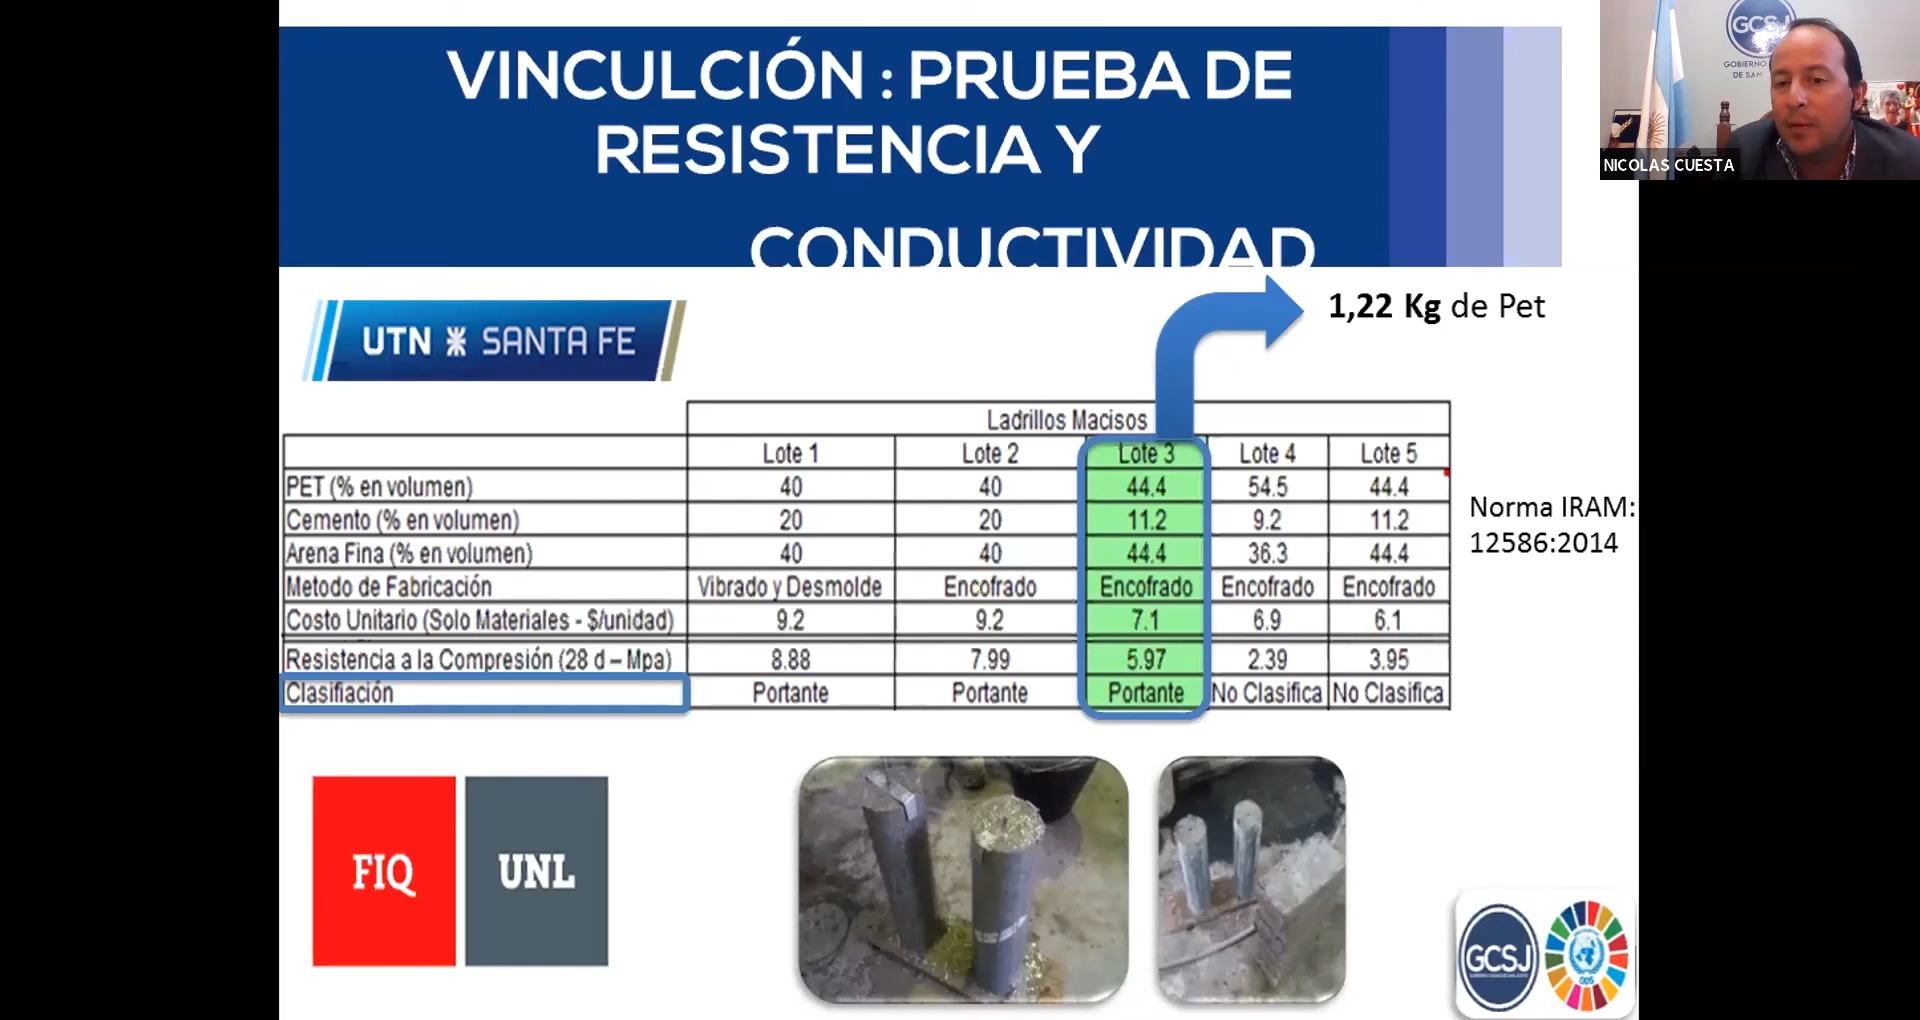 VINCULCIÓN : PRUEBA DE
RESISTENCIA Y
CONDUCTIVIDAD
GCSJ
GOBIERNO
DE SAN
NICOLAS CUESTA
UTN SANTA FE
1,22 Kg de Pet
Ladrillos Macisos
Lote 1 Lote 2 Lote 3 Lote 4 Lote 5
PET (% en volumen) 40 40 44.4 54.5 44.4
Cemento (% en volumen) 20 20 11.2 9.2 11.2
Arena Fina (% en volumen) 40 40 44.4 36.3 44.4
Metodo de Fabricación Vibrado y Desmolde Encofrado Encofrado Encofrado Encofrado
Costo Unitario (Solo Materiales - $/unidad) 9.2 9.2 7.1 6.9 6.1
Resistencia a la Compresión (28 d – Mpa) 8.88 7.99 5.97 2.39 3.95
Clasifiación Portante Portante Portante No Clasifica No Clasifica
Norma IRAM:
12586:2014
FIQ UNL
GCSJ
ODS